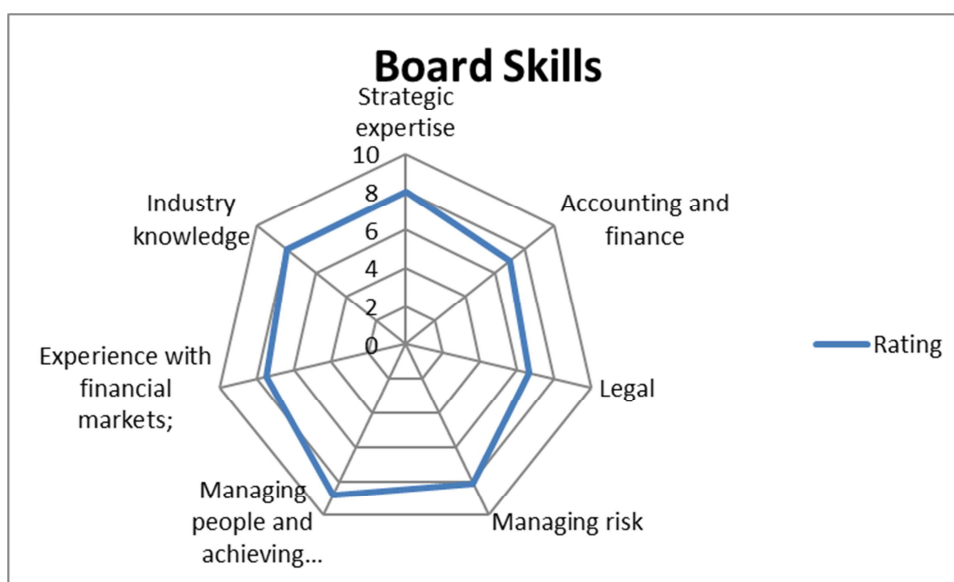 Board Skills
Strategic
expertise
10
8
6
4
2
0
Accounting and
finance
Legal
Managing risk
Managing
people and
achieving...
Experience with
financial
markets;
Industry
knowledge
Rating